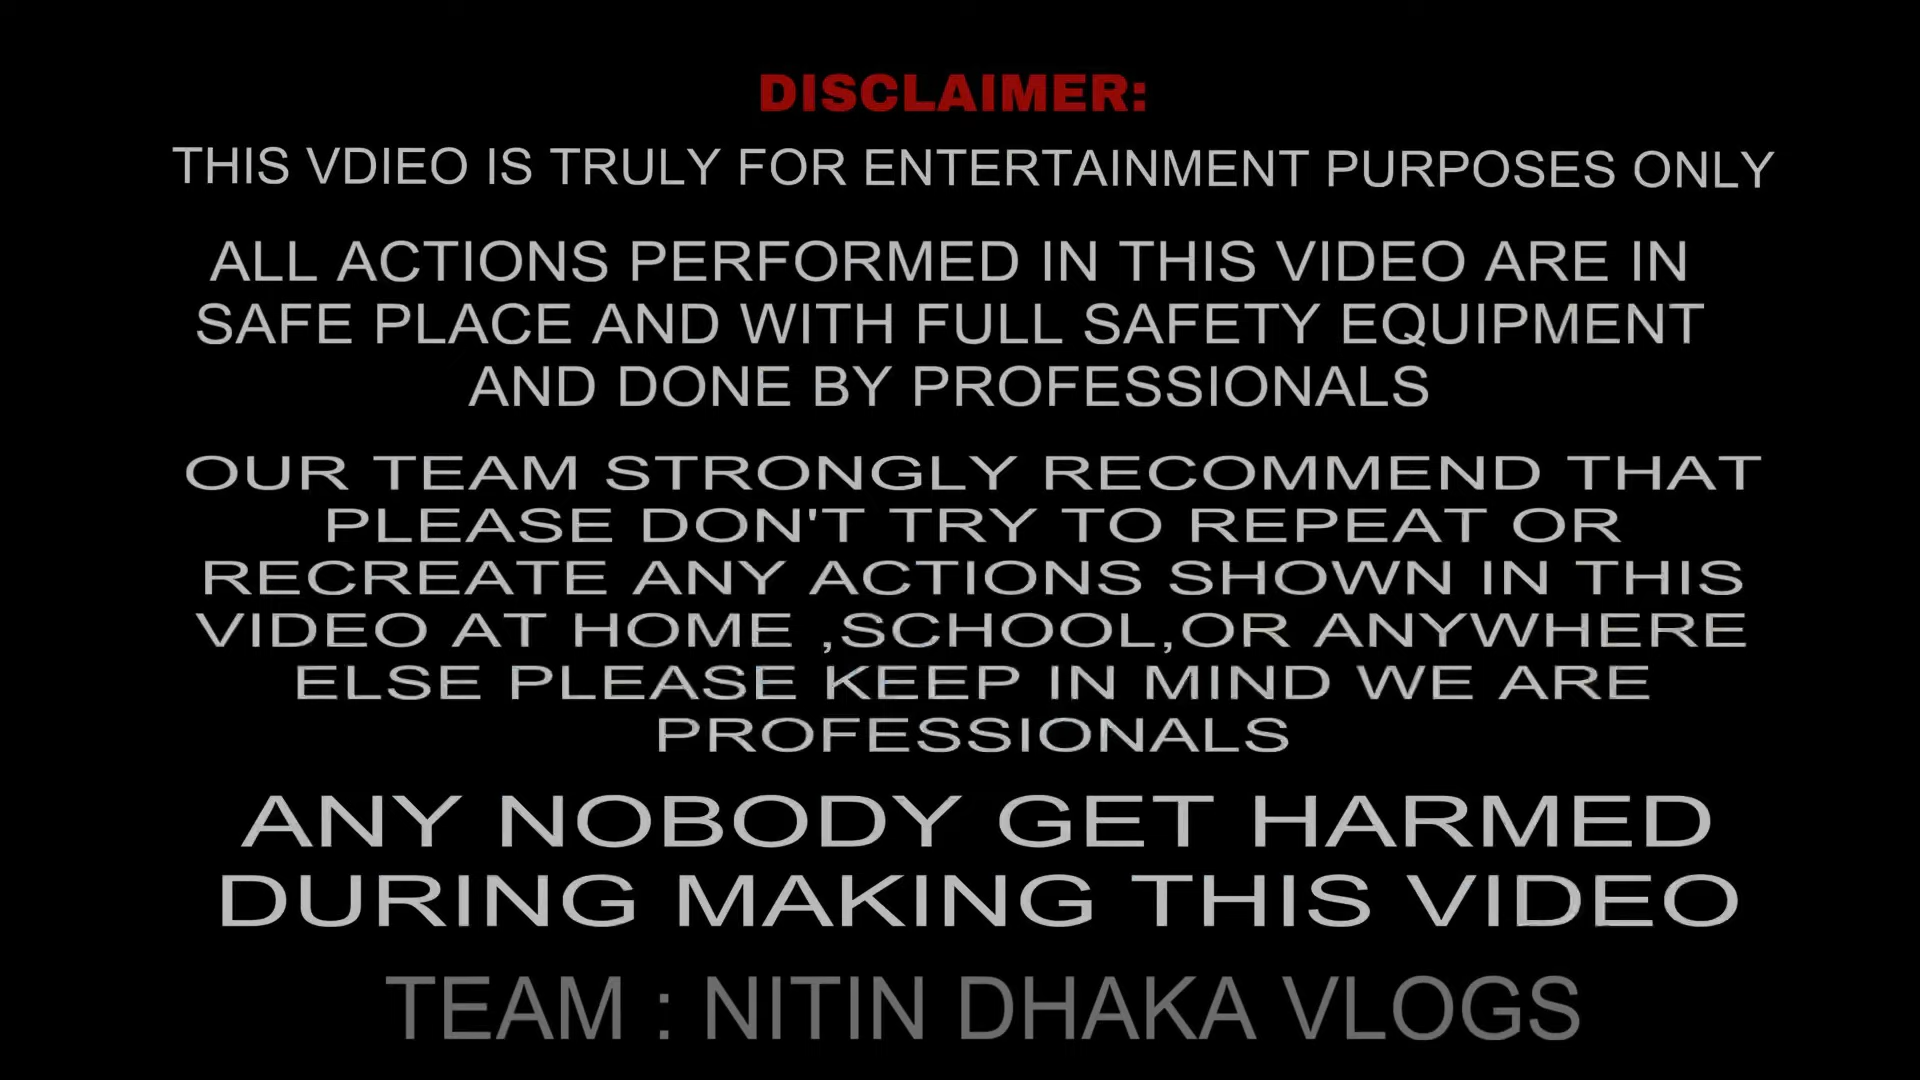 DISCLAIMER:
THIS VDIEO IS TRULY FOR ENTERTAINMENT PURPOSES ONLY
ALL ACTIONS PERFORMED IN THIS VIDEO ARE IN
SAFE PLACE AND WITH FULL SAFETY EQUIPMENT
AND DONE BY PROFESSIONALS
OUR TEAM STRONGLY RECOMMEND THAT
PLEASE DON'T TRY TO REPEAT OR
RECREATE ANY ACTIONS SHOWN IN THIS
VIDEO AT HOME ,SCHOOL,OR ANYWHERE
ELSE PLEASE KEEP IN MIND WE ARE
PROFESSIONALS
ANY NOBODY GET HARMED
DURING MAKING THIS VIDEO
TEAM : NITIN DHAKA VLOGS